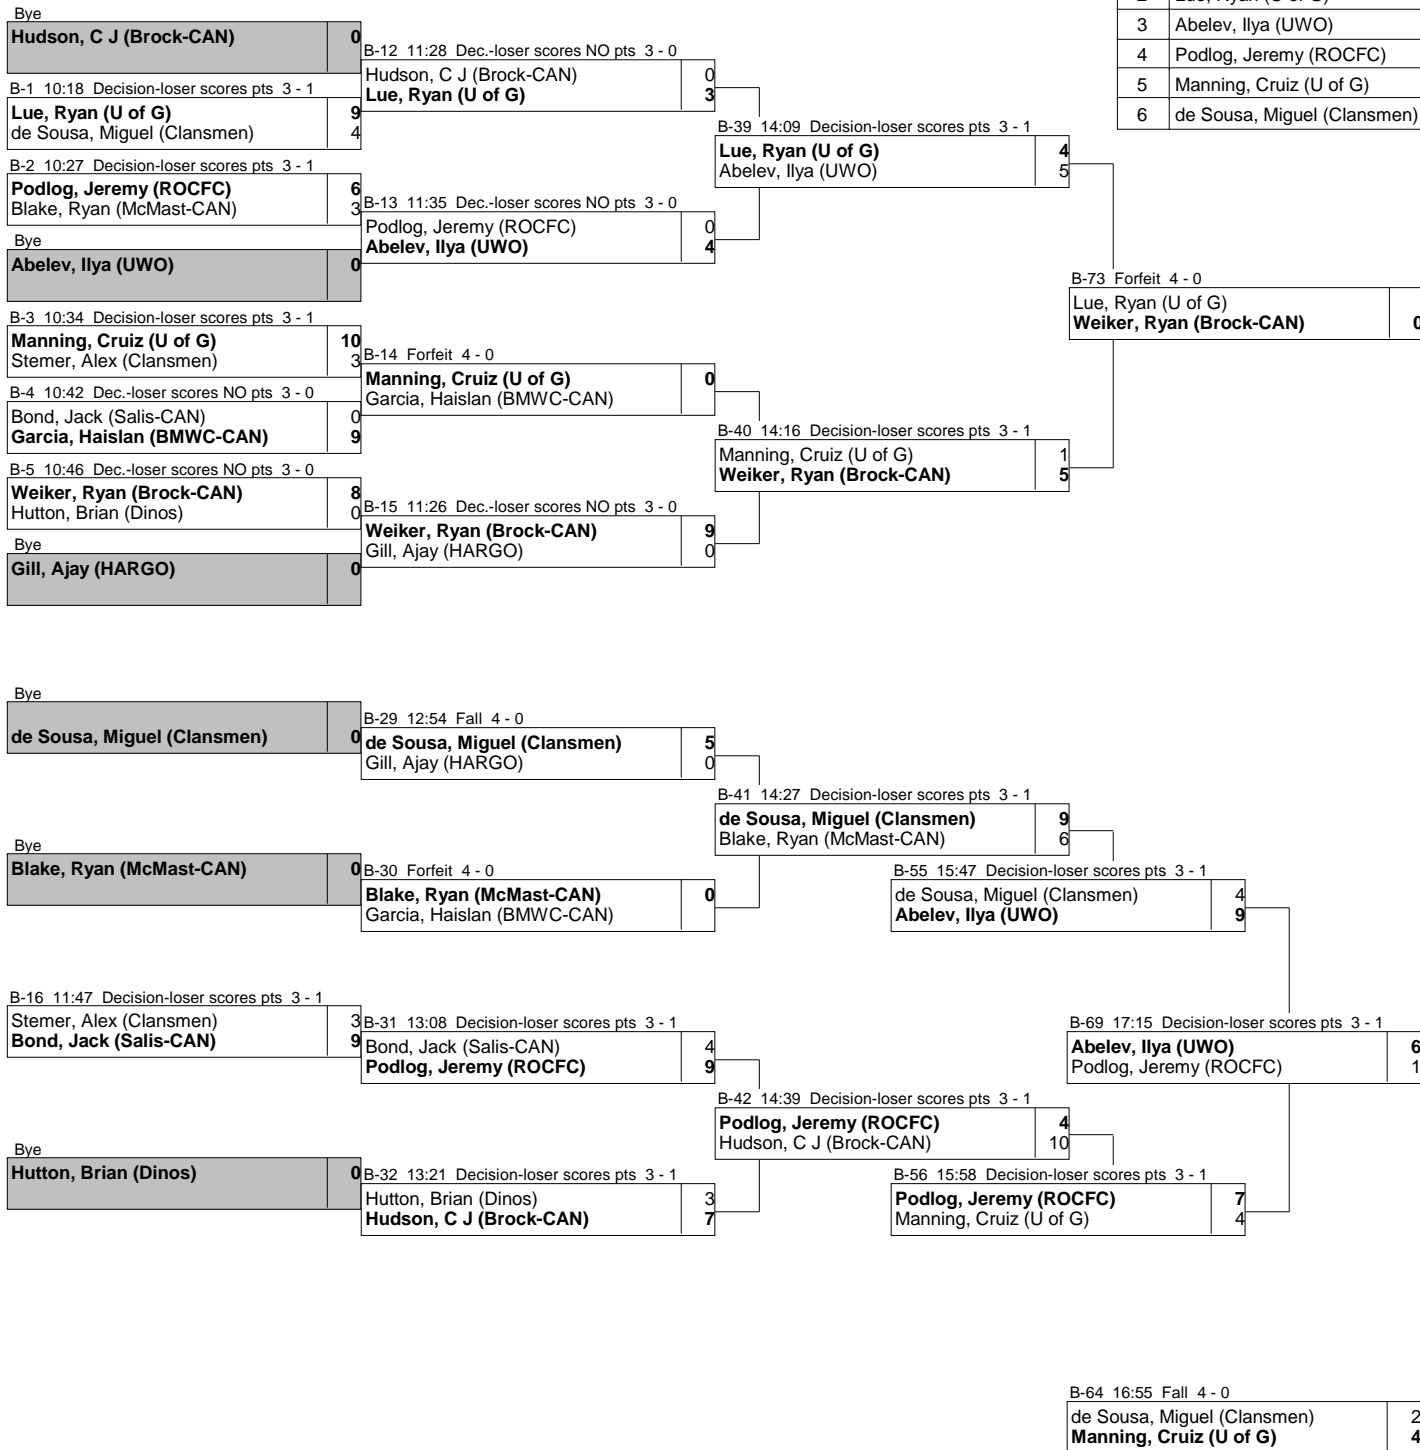 Bye
Hudson, C J (Brock-CAN) 0
B-1 10:18 Decision-loser scores pts 3 - 1
Lue, Ryan (U of G) 9
de Sousa, Miguel (Clansmen) 4
B-2 10:27 Decision-loser scores pts 3 - 1
Podlog, Jeremy (ROCFC) 6
Blake, Ryan (McMast-CAN) 3
Bye
Abelev, Ilya (UWO) 0
B-3 10:34 Decision-loser scores pts 3 - 1
Manning, Cruiz (U of G) 10
Stemer, Alex (Clansmen) 3
B-4 10:42 Dec.-loser scores NO pts 3 - 0
Bond, Jack (Salis-CAN) 0
Garcia, Haislan (BMWC-CAN) 9
B-5 10:46 Dec.-loser scores NO pts 3 - 0
Weiker, Ryan (Brock-CAN) 8
Hutton, Brian (Dinos) 0
Bye
Gill, Ajay (HARGO) 0
B-12 11:28 Dec.-loser scores NO pts 3 - 0
Hudson, C J (Brock-CAN) 0
Lue, Ryan (U of G) 3
B-13 11:35 Dec.-loser scores NO pts 3 - 0
Podlog, Jeremy (ROCFC) 0
Abelev, Ilya (UWO) 4
B-14 Forfeit 4 - 0
Manning, Cruiz (U of G) 0
Garcia, Haislan (BMWC-CAN)
B-15 11:26 Dec.-loser scores NO pts 3 - 0
Weiker, Ryan (Brock-CAN) 9
Gill, Ajay (HARGO) 0
B-39 14:09 Decision-loser scores pts 3 - 1
Lue, Ryan (U of G) 4
Abelev, Ilya (UWO) 5
B-40 14:16 Decision-loser scores pts 3 - 1
Manning, Cruiz (U of G) 1
Weiker, Ryan (Brock-CAN) 5
B-73 Forfeit 4 - 0
Lue, Ryan (U of G)
Weiker, Ryan (Brock-CAN) 0
3 Abelev, Ilya (UWO)
4 Podlog, Jeremy (ROCFC)
5 Manning, Cruiz (U of G)
6 de Sousa, Miguel (Clansmen)
Bye
de Sousa, Miguel (Clansmen) 0
Bye
Blake, Ryan (McMast-CAN) 0
B-16 11:47 Decision-loser scores pts 3 - 1
Stemer, Alex (Clansmen) 3
Bond, Jack (Salis-CAN) 9
Bye
Hutton, Brian (Dinos) 0
B-29 12:54 Fall 4 - 0
de Sousa, Miguel (Clansmen) 5
Gill, Ajay (HARGO) 0
B-30 Forfeit 4 - 0
Blake, Ryan (McMast-CAN) 0
Garcia, Haislan (BMWC-CAN)
B-31 13:08 Decision-loser scores pts 3 - 1
Bond, Jack (Salis-CAN) 4
Podlog, Jeremy (ROCFC) 9
B-32 13:21 Decision-loser scores pts 3 - 1
Hutton, Brian (Dinos) 3
Hudson, C J (Brock-CAN) 7
B-41 14:27 Decision-loser scores pts 3 - 1
de Sousa, Miguel (Clansmen) 9
Blake, Ryan (McMast-CAN) 6
B-42 14:39 Decision-loser scores pts 3 - 1
Podlog, Jeremy (ROCFC) 4
Hudson, C J (Brock-CAN) 10
B-55 15:47 Decision-loser scores pts 3 - 1
de Sousa, Miguel (Clansmen) 4
Abelev, Ilya (UWO) 9
B-56 15:58 Decision-loser scores pts 3 - 1
Podlog, Jeremy (ROCFC) 7
Manning, Cruiz (U of G) 4
B-69 17:15 Decision-loser scores pts 3 - 1
Abelev, Ilya (UWO) 6
Podlog, Jeremy (ROCFC) 1
B-64 16:55 Fall 4 - 0
de Sousa, Miguel (Clansmen) 2
Manning, Cruiz (U of G) 4